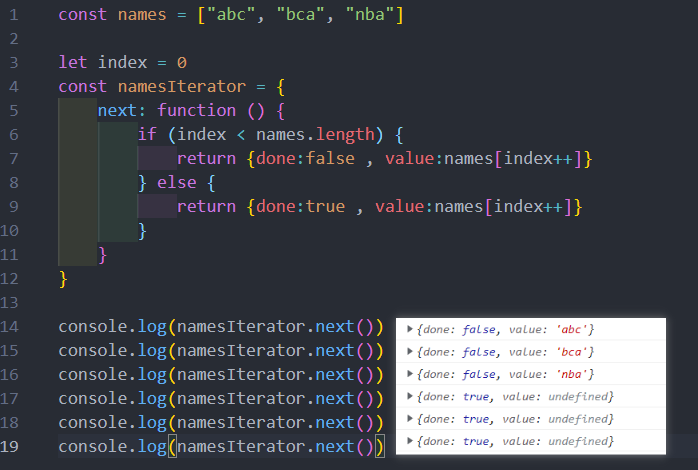 1 const names = ["abc", "bca", "nba"]
2
3 let index = 0
4 const namesIterator = {
5     next: function () {
6         if (index < names.length) {
7             return {done:false , value:names[index++]}
8         } else {
9             return {done:true , value:names[index++]}
10         }
11     }
12 }
13
14 console.log(namesIterator.next())
15 console.log(namesIterator.next())
16 console.log(namesIterator.next())
17 console.log(namesIterator.next())
18 console.log(namesIterator.next())
19 console.log(namesIterator.next())
▶ {done: false, value: 'abc'}
▶ {done: false, value: 'bca'}
▶ {done: false, value: 'nba'}
▶ {done: true, value: undefined}
▶ {done: true, value: undefined}
▶ {done: true, value: undefined}